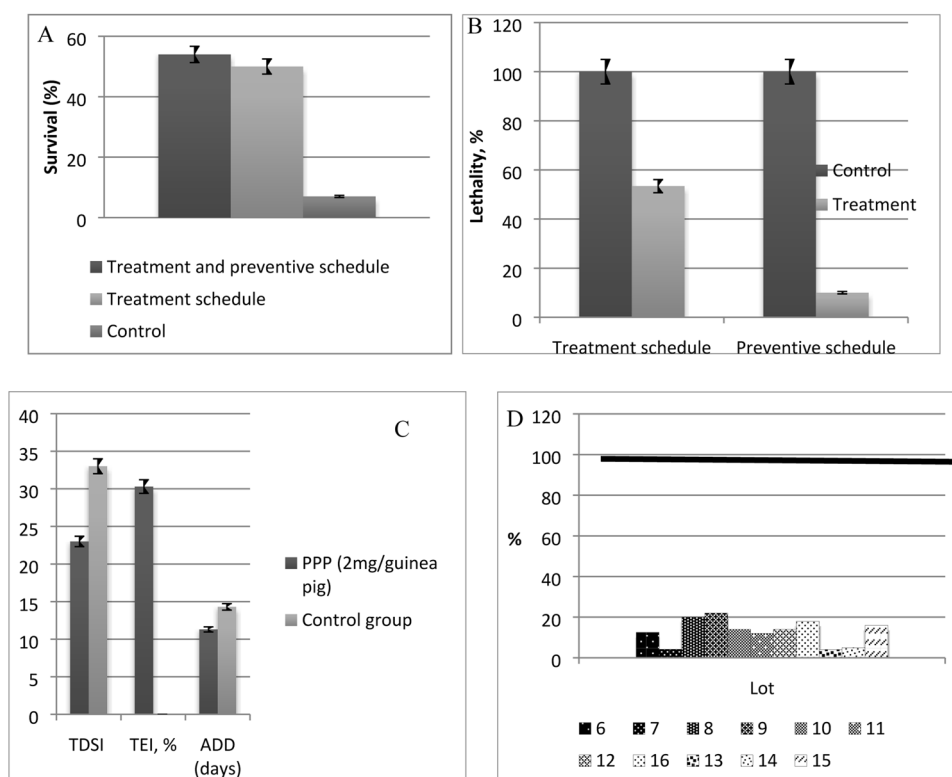 A
Survival (%)
60
40
20
0
Treatment and preventive schedule
Treatment schedule
Control
B
Lethality, %
120
100
80
60
40
20
0
Control
Treatment
Treatment schedule
Preventive schedule
C
40
35
30
25
20
15
10
5
0
TDSI
TEI, %
ADD
(days)
PPP (2mg/guinea
pig)
Control group
D
%
120
100
80
60
40
20
0
Lot
6 7 8 9 10 11
12 16 13 14 15